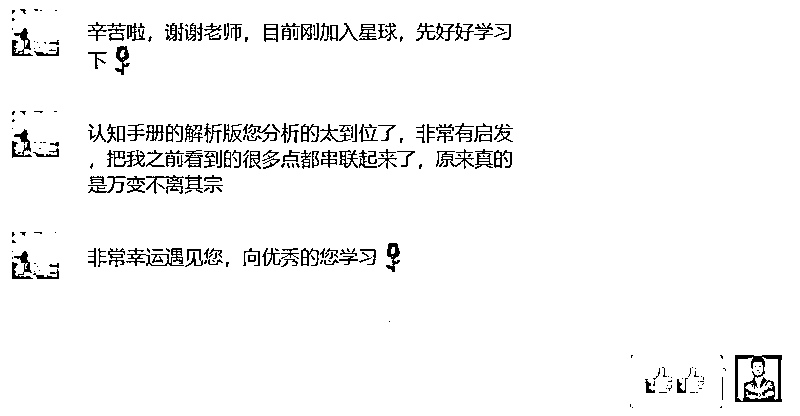 辛苦啦，谢谢老师，目前刚加入星球，先好好学习
下
认知手册的解析版您分析的太到位了，非常有启发
，把我之前看到的很多点都串联起来了，原来真的
是万变不离其宗
非常幸运遇见您，向优秀的您学习